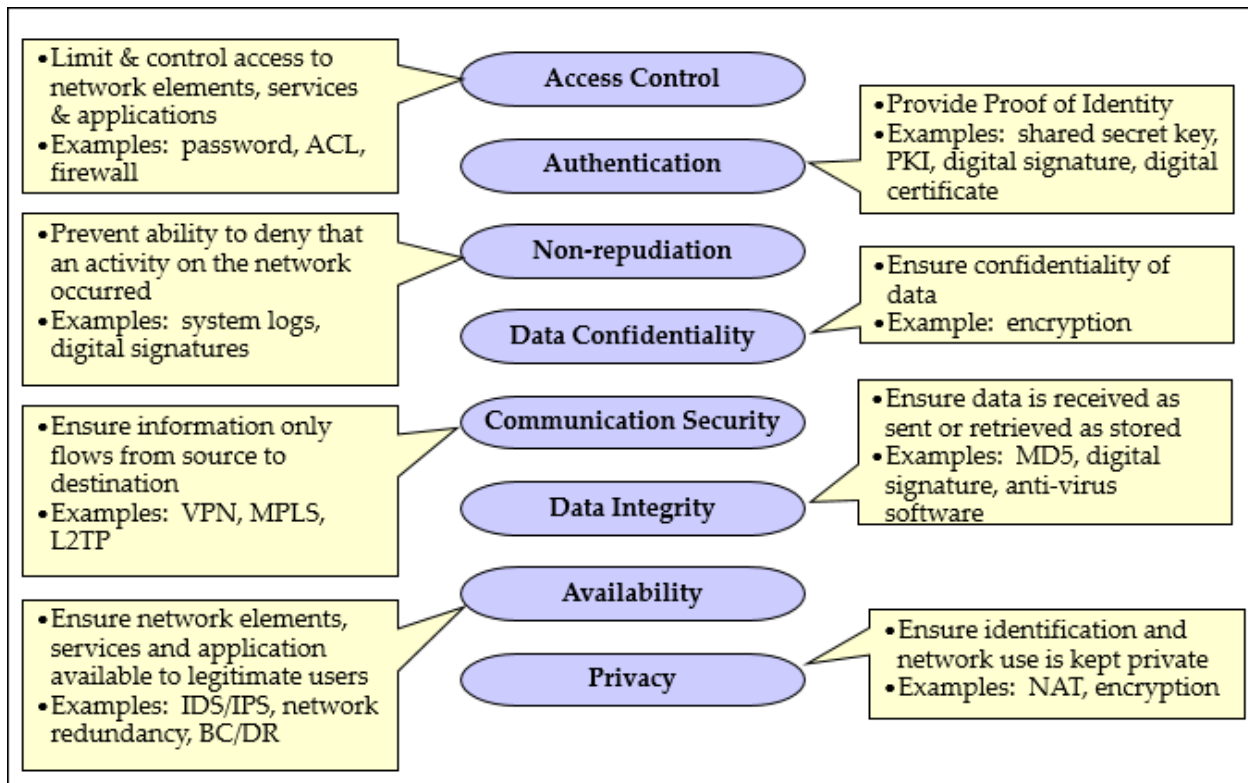 •Limit & control access to
network elements, services
& applications
•Examples:  password, ACL,
firewall
Access Control
•Provide Proof of Identity
•Examples:  shared secret key,
PKI, digital signature, digital
certificate
Authentication
•Prevent ability to deny that
an activity on the network
occurred
•Examples:  system logs,
digital signatures
Non-repudiation
•Ensure confidentiality of
data
•Example:  encryption
Data Confidentiality
•Ensure information only
flows from source to
destination
•Examples:  VPN, MPLS,
L2TP
Communication Security
•Ensure data is received as
sent or retrieved as stored
•Examples:  MD5, digital
signature, anti-virus
software
Data Integrity
•Ensure network elements,
services and application
available to legitimate users
•Examples:  IDS/IPS, network
redundancy, BC/DR
Availability
•Ensure identification and
network use is kept private
•Examples:  NAT, encryption
Privacy